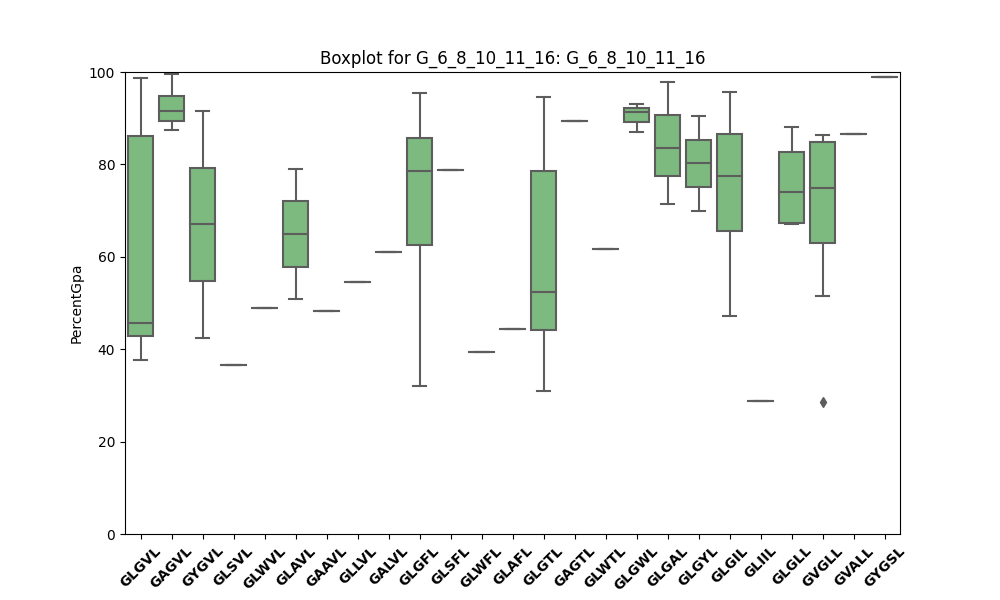 Boxplot for G_6_8_10_11_16: G_6_8_10_11_16
PercentGpa
100
80
60
40
20
0
GLGVL
GAGVL
GYGVL
GLSVL
GLWVL
GLAVL
GAAVL
GLLVL
GALVL
GLGFL
GLSFL
GLWFL
GLAFL
GLGTL
GAGTL
GLWTL
GLGWL
GLGAL
GLGYL
GLGIL
GLIIL
GLGLL
GVGLL
GVALL
GYGSL